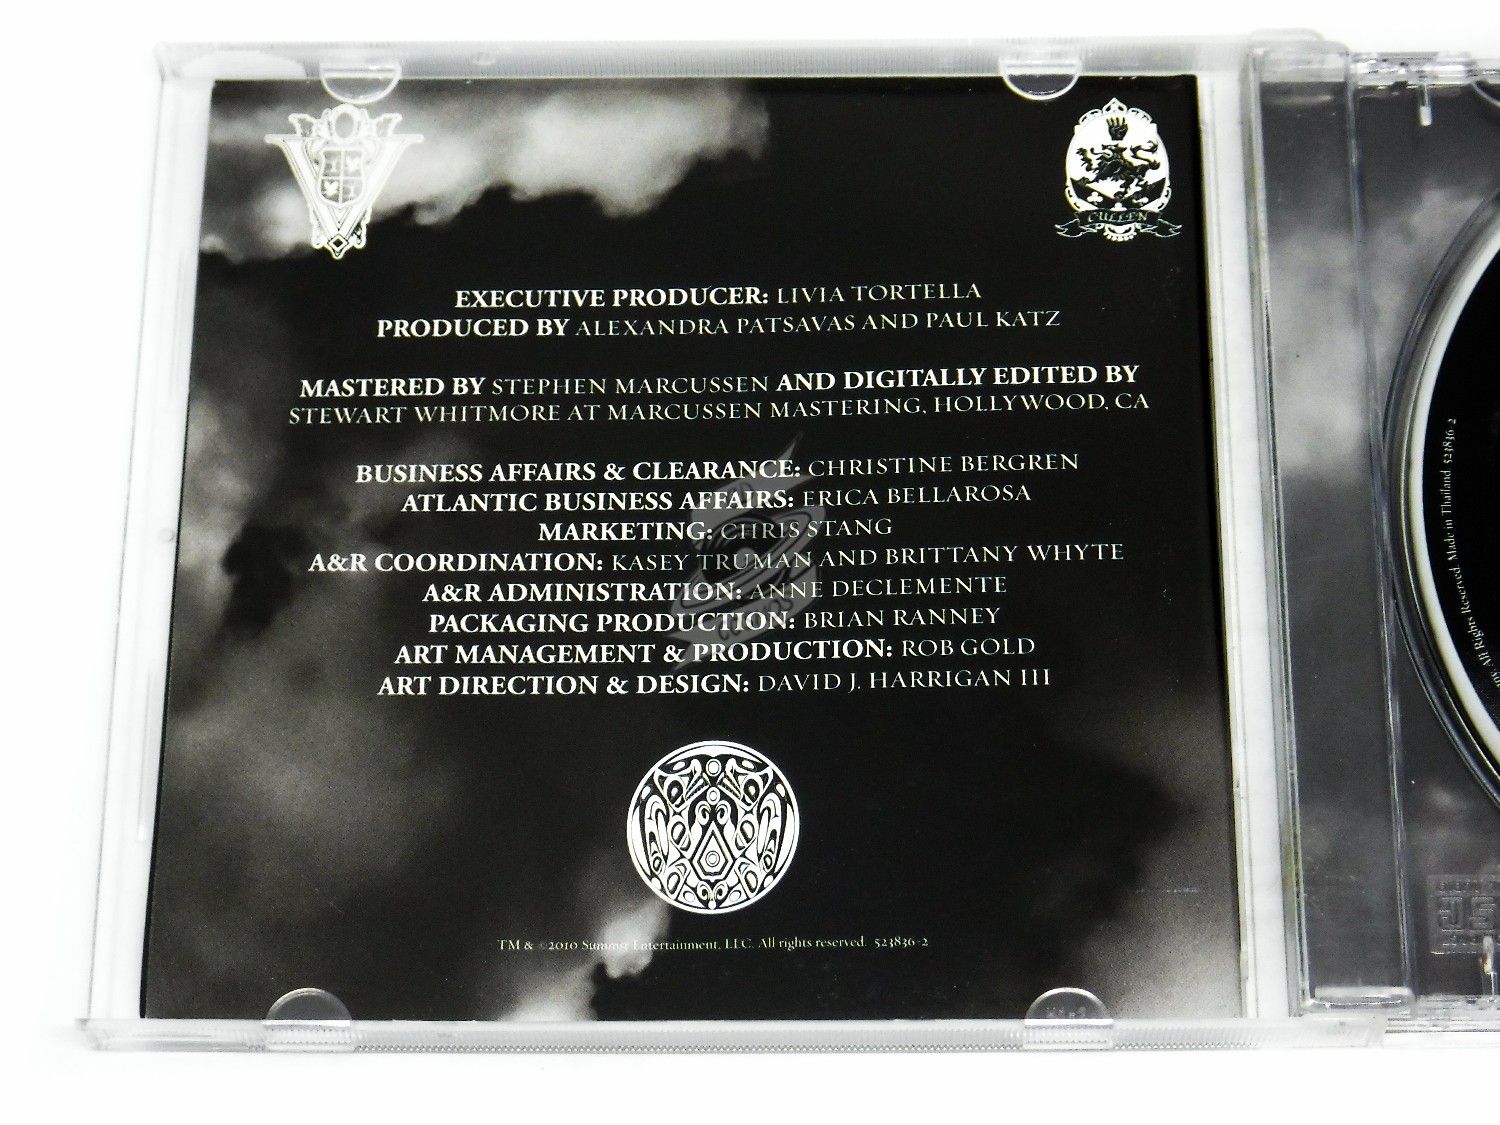 CULLEN
EXECUTIVE PRODUCER: LIVIA TORTELLA
PRODUCED BY ALEXANDRA PATSAVAS AND PAUL KATZ
MASTERED BY STEPHEN MARCUSSEN AND DIGITALLY EDITED BY
STEWART WHITMORE AT MARCUSSEN MASTERING, HOLLYWOOD, CA
BUSINESS AFFAIRS & CLEARANCE: CHRISTINE BERGREN
ATLANTIC BUSINESS AFFAIRS: ERICA BELLAROSA
MARKETING: CHRIS STANG
A&R COORDINATION: KASEY TRUMAN AND BRITTANY WHYTE
A&R ADMINISTRATION: ANNE DECLEMENTE
PACKAGING PRODUCTION: BRIAN RANNEY
ART MANAGEMENT & PRODUCTION: ROB GOLD
ART DIRECTION & DESIGN: DAVID J. HARRIGAN III
TM & ©2010 Summit Entertainment, LLC. All rights reserved. 523836-2
All Rights Reserved. Made in Thailand 523836-2